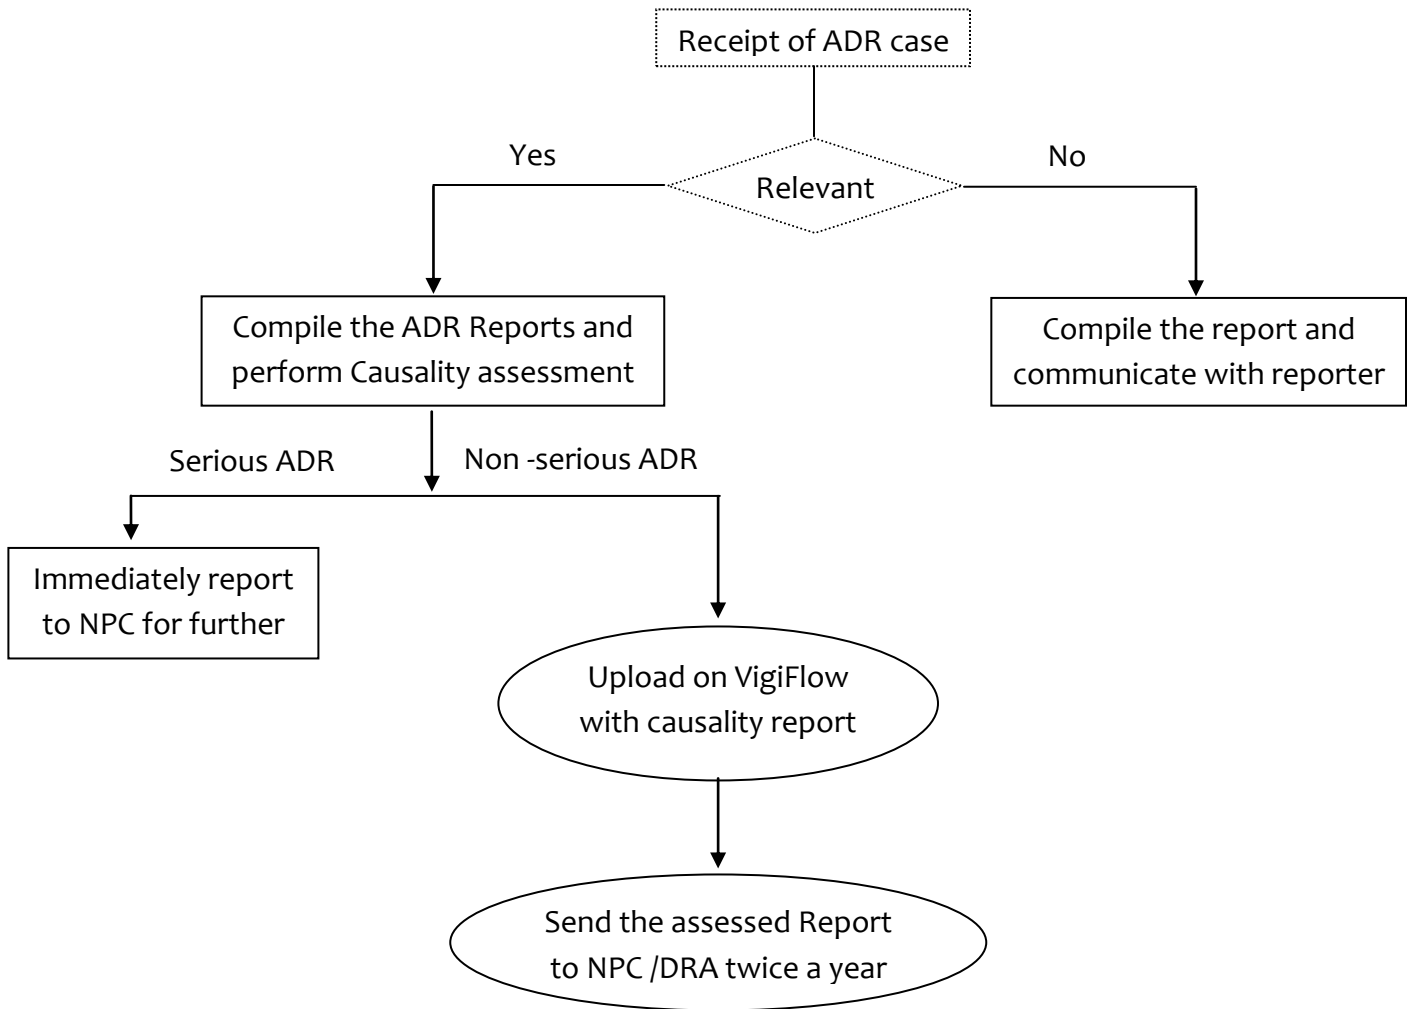 Receipt of ADR case
Yes
No
Relevant
Compile the ADR Reports and
perform Causality assessment
Compile the report and
communicate with reporter
Serious ADR
Non -serious ADR
Immediately report
to NPC for further
Upload on VigiFlow
with causality report
Send the assessed Report
to NPC /DRA twice a year